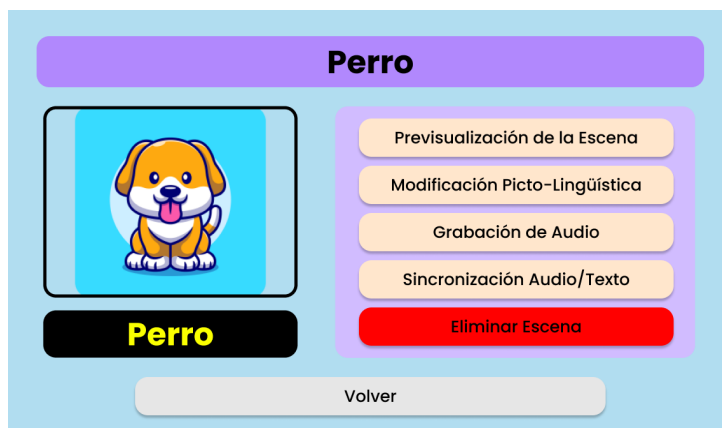 Perro
Perro
Previsualización de la Escena
Modificación Picto-Lingüística
Grabación de Audio
Sincronización Audio/Texto
Eliminar Escena
Volver